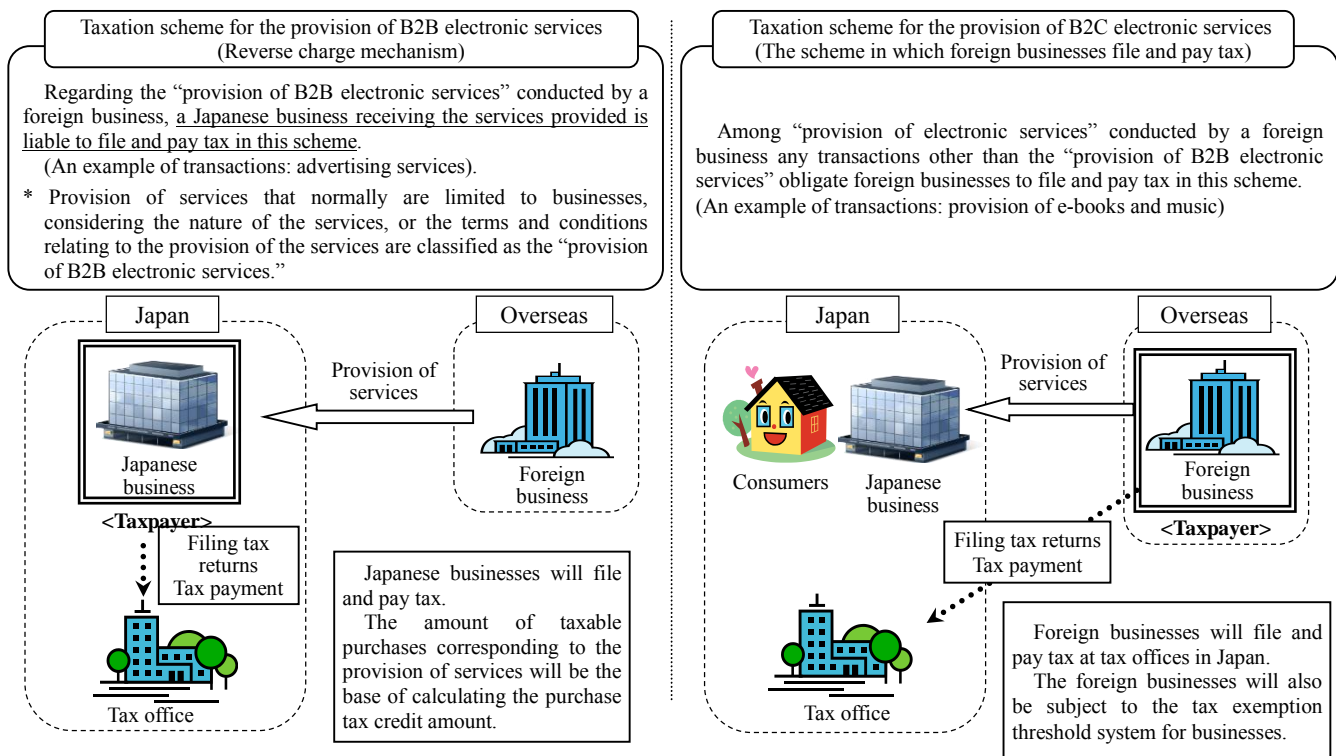 Taxation scheme for the provision of B2B electronic services
(Reverse charge mechanism)
Regarding the “provision of B2B electronic services” conducted by a
foreign business, a Japanese business receiving the services provided is
liable to file and pay tax in this scheme.
(An example of transactions: advertising services).
* Provision of services that normally are limited to businesses,
considering the nature of the services, or the terms and conditions
relating to the provision of the services are classified as the “provision
of B2B electronic services.”
Japan
Overseas
Provision of
services
Japanese
business
Foreign
business
<Taxpayer>
Filing tax
returns
Tax payment
Tax office
Japanese businesses will file
and pay tax.
The amount of taxable
purchases corresponding to the
provision of services will be the
base of calculating the purchase
tax credit amount.
Taxation scheme for the provision of B2C electronic services
(The scheme in which foreign businesses file and pay tax)
Among “provision of electronic services” conducted by a foreign
business any transactions other than the “provision of B2B electronic
services” obligate foreign businesses to file and pay tax in this scheme.
(An example of transactions: provision of e-books and music)
Japan
Overseas
Provision of
services
Consumers
Japanese
business
Foreign
business
<Taxpayer>
Filing tax returns
Tax payment
Tax office
Foreign businesses will file and
pay tax at tax offices in Japan.
The foreign businesses will also
be subject to the tax exemption
threshold system for businesses.